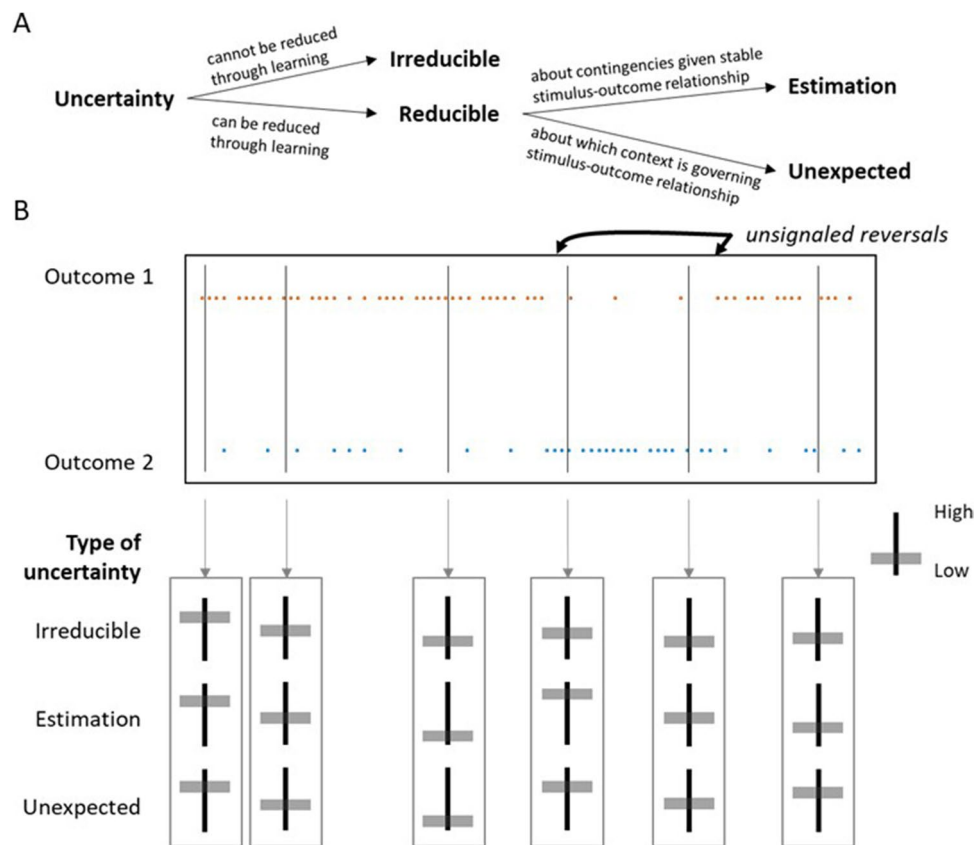 A
cannot be reduced
through learning
Irreducible
Uncertainty
can be reduced
through learning
Reducible
about contingencies given stable
stimulus-outcome relationship
Estimation
about which context is governing
stimulus-outcome relationship
Unexpected
B
unsignaled reversals
Outcome 1
Outcome 2
High
Low
Type of
uncertainty
Irreducible
Estimation
Unexpected